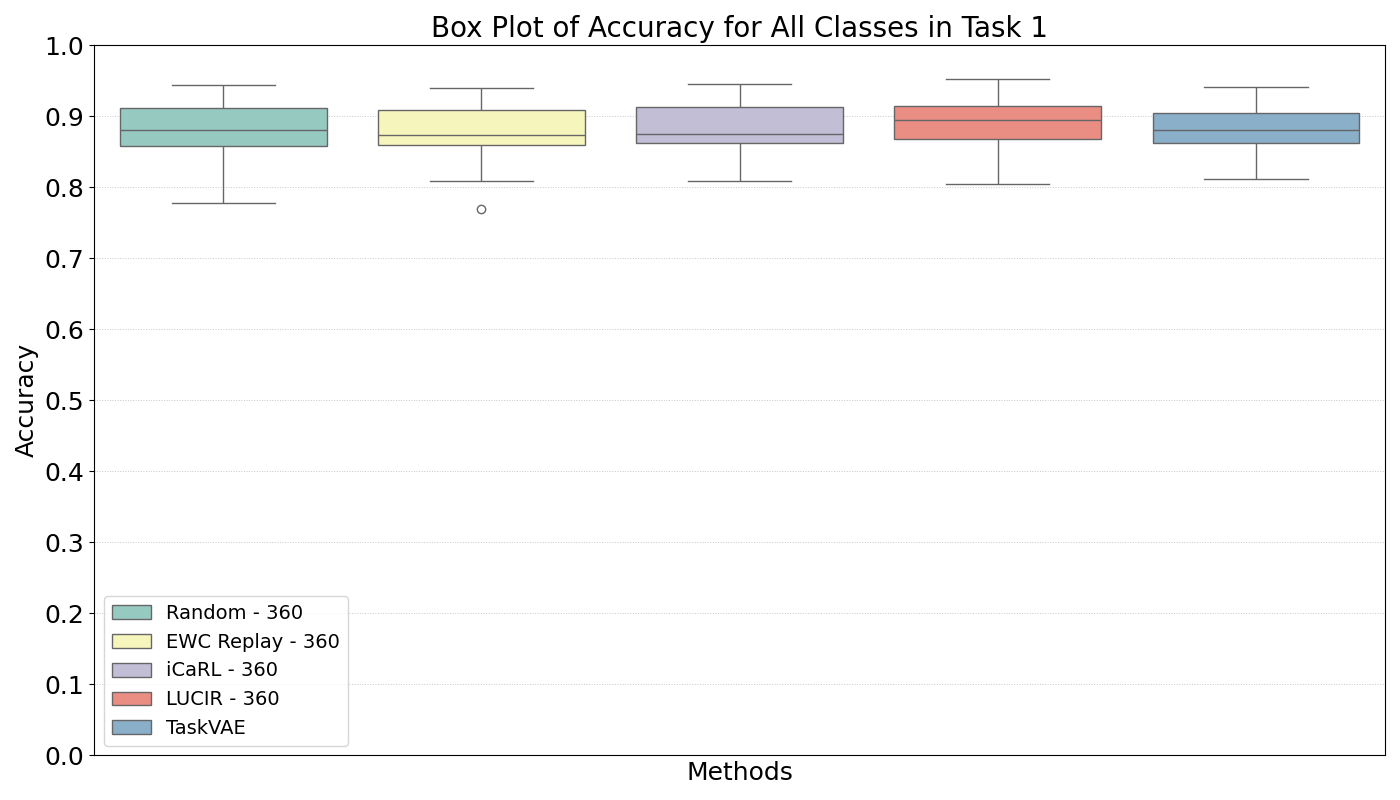 Box Plot of Accuracy for All Classes in Task 1
1.0
0.9
0.8
0.7
0.6
0.5
0.4
0.3
0.2
0.1
0.0
Accuracy
Random - 360
EWC Replay - 360
iCaRL - 360
LUCIR - 360
TaskVAE
Methods